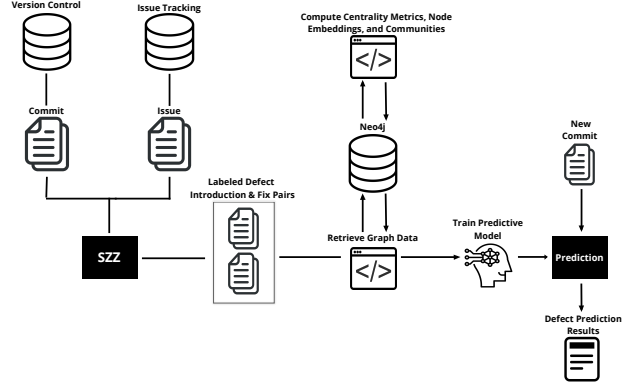 Version Control
Issue Tracking
Compute Centrality Metrics, Node
Embeddings, and Communities
</>
Commit
Issue
Neo4j
New
Commit
Labeled Defect
Introduction & Fix Pairs
Retrieve Graph Data
Train Predictive
Model
SZZ
</>
Prediction
Defect Prediction
Results